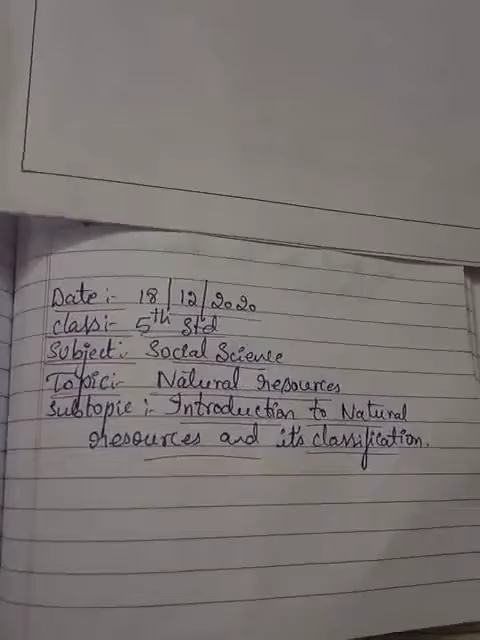 Date :- 18/12/2020
class:- 5th Std
Subject:- Social Science
Topic:- Natural resources
Subtopic :- Introduction to Natural
resources and it's classification.